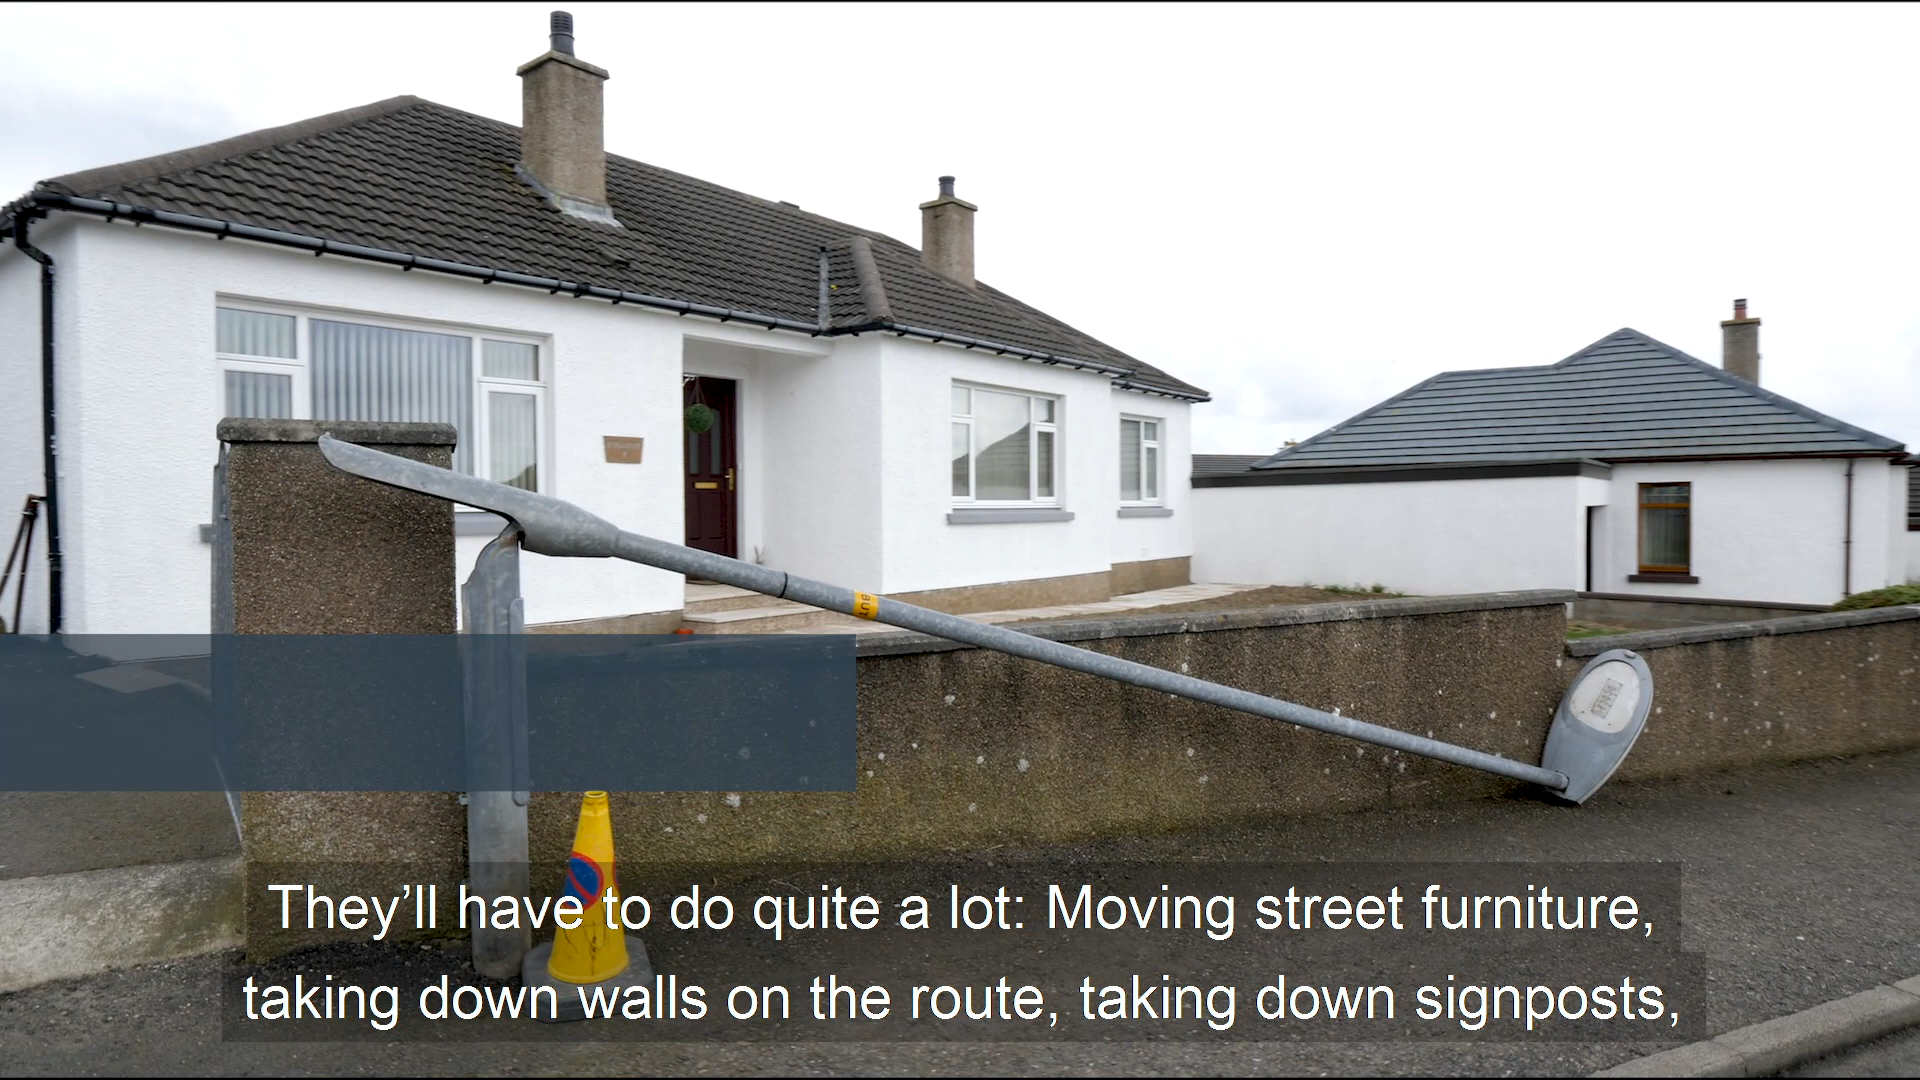 BUT
They’ll have to do quite a lot: Moving street furniture,
taking down walls on the route, taking down signposts,